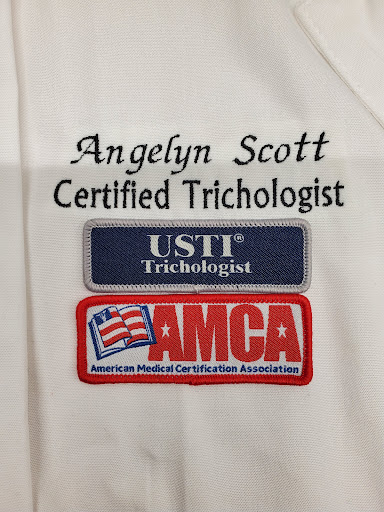 Angelyn Scott
Certified Trichologist
USTI®
Trichologist
AMCA
American Medical Certification Association